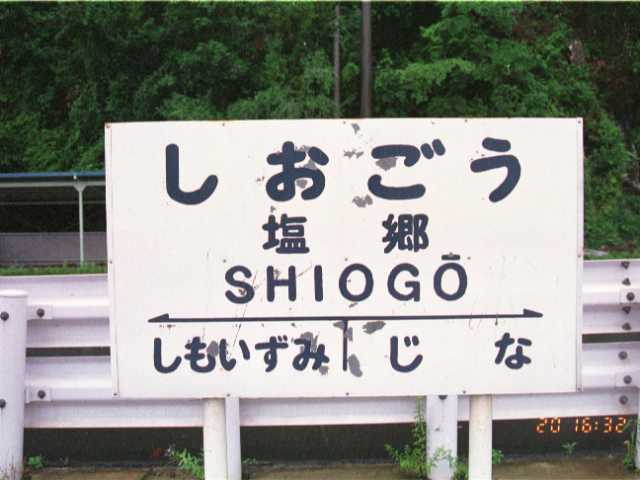 しおごう
塩郷
SHIOGŌ
しもいずみ じな
20 16:32